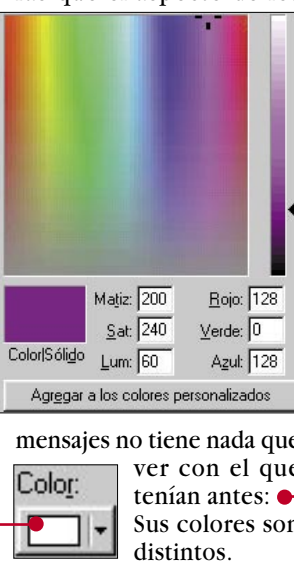 Matiz: 200 Rojo: 128
Sat: 240 Verde: 0
Color|Sólido Lum: 60 Azul: 128
Agregar a los colores personalizados
mensajes no tiene nada que
ver con el que
tenían antes:
Sus colores son
distintos.
Color: